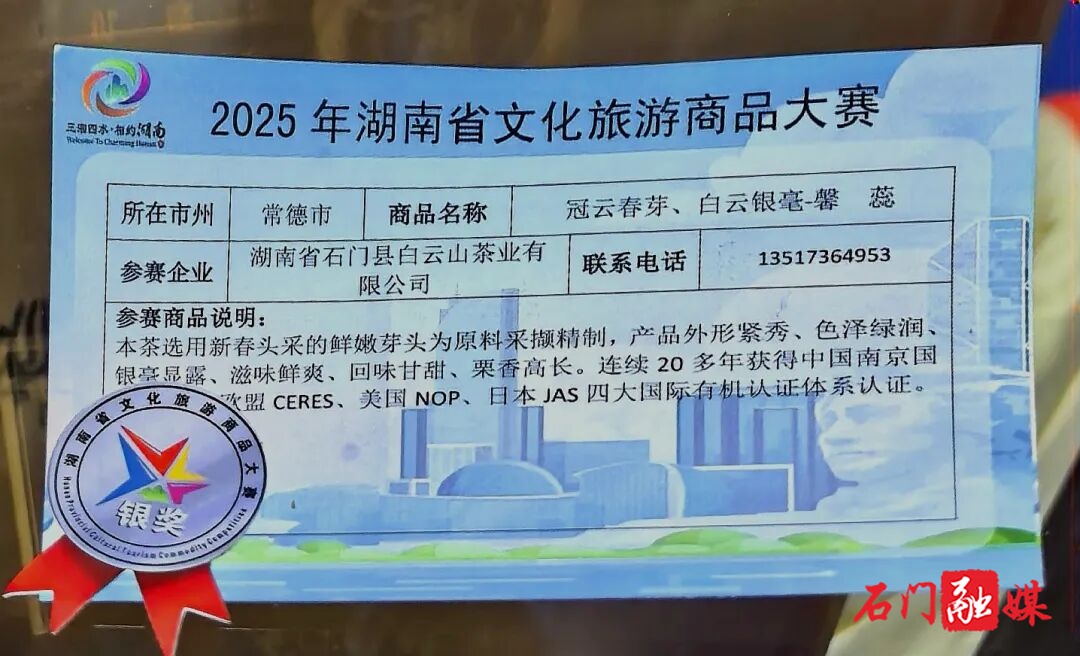 三湘四水·相约湖南
Welcome To Charming Hunan
2025 年湖南省文化旅游商品大赛
所在市州 常德市 商品名称 冠云春芽、白云银毫-馨 蕊
参赛企业 湖南省石门县白云山茶业有限公司 联系电话 13517364953
参赛商品说明：
本茶选用新春头采的鲜嫩芽头为原料采撷精制，产品外形紧秀、色泽绿润、
银毫显露、滋味鲜爽、回味甘甜、栗香高长。连续 20 多年获得中国南京国
欧盟 CERES、美国 NOP、日本 JAS 四大国际有机认证体系认证。
湖南省文化旅游商品大赛
银奖
Hunan Provincial Cultural Tourism Commodity Competition
石门融媒